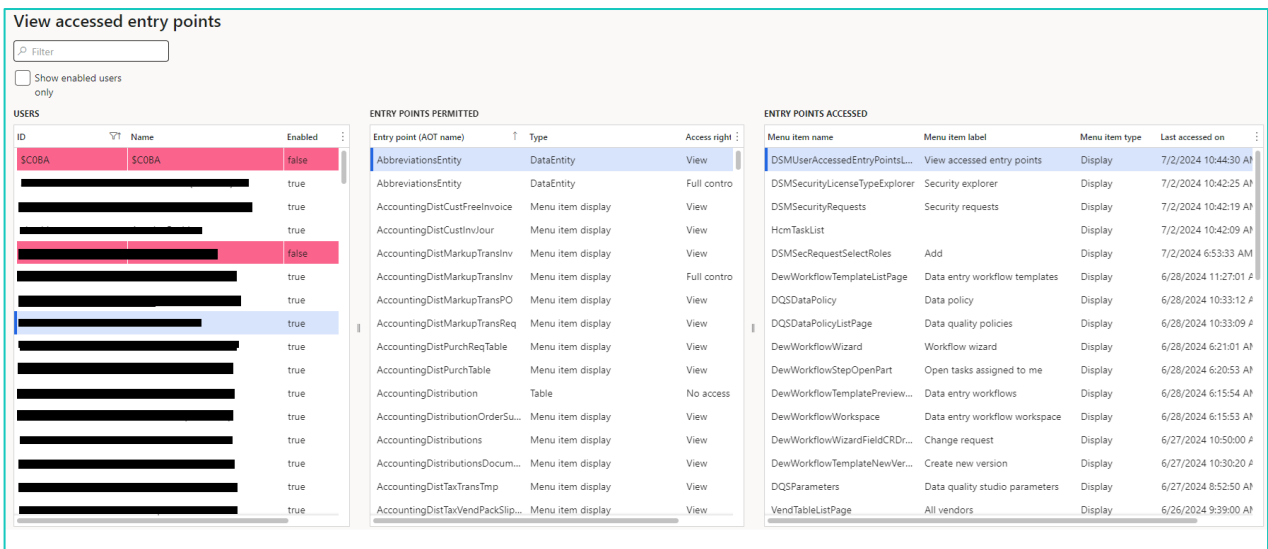 View accessed entry points
Filter
Show enabled users
only
USERS
ID Name Enabled
$C0BA $C0BA false
true
true
true
false
true
true
true
true
true
true
true
true
true
true
true
ENTRY POINTS PERMITTED
Entry point (AOT name) Type Access right
AbbreviationsEntity DataEntity View
AbbreviationsEntity DataEntity Full contro
AccountingDistCustFreeInvoice Menu item display View
AccountingDistCustInvJour Menu item display View
AccountingDistMarkupTransInv Menu item display View
AccountingDistMarkupTransInv Menu item display Full contro
AccountingDistMarkupTransPO Menu item display View
AccountingDistMarkupTransReq Menu item display View
AccountingDistPurchReqTable Menu item display View
AccountingDistPurchTable Menu item display View
AccountingDistribution Table No access
AccountingDistributionOrderSu... Menu item display View
AccountingDistributions Menu item display View
AccountingDistributionsDocum... Menu item display View
AccountingDistTaxTransTmp Menu item display View
AccountingDistTaxVendPackSlip... Menu item display View
ENTRY POINTS ACCESSED
Menu item name Menu item label Menu item type Last accessed on
DSMUserAccessedEntryPointsL... View accessed entry points Display 7/2/2024 10:44:30 AM
DSMSecurityLicenseTypeExplorer Security explorer Display 7/2/2024 10:42:25 AM
DSMSecurityRequests Security requests Display 7/2/2024 10:42:19 AM
HcmTaskList Display 7/2/2024 10:42:09 AM
DSMSecRequestSelectRoles Add Display 7/2/2024 6:53:33 AM
DewWorkflowTemplateListPage Data entry workflow templates Display 6/28/2024 11:27:01 A
DQSDataPolicy Data policy Display 6/28/2024 10:33:12 A
DQSDataPolicyListPage Data quality policies Display 6/28/2024 10:33:09 A
DewWorkflowWizard Workflow wizard Display 6/28/2024 6:21:01 AM
DewWorkflowStepOpenPart Open tasks assigned to me Display 6/28/2024 6:20:53 AM
DewWorkflowTemplatePreview... Data entry workflows Display 6/28/2024 6:15:54 AM
DewWorkflowWorkspace Data entry workflow workspace Display 6/28/2024 6:15:53 AM
DewWorkflowWizardFieldCRDr... Change request Display 6/27/2024 10:50:00 A
DewWorkflowTemplateNewVer... Create new version Display 6/27/2024 10:30:20 A
DQSParameters Data quality studio parameters Display 6/27/2024 8:52:50 AM
VendTableListPage All vendors Display 6/26/2024 9:39:00 AM